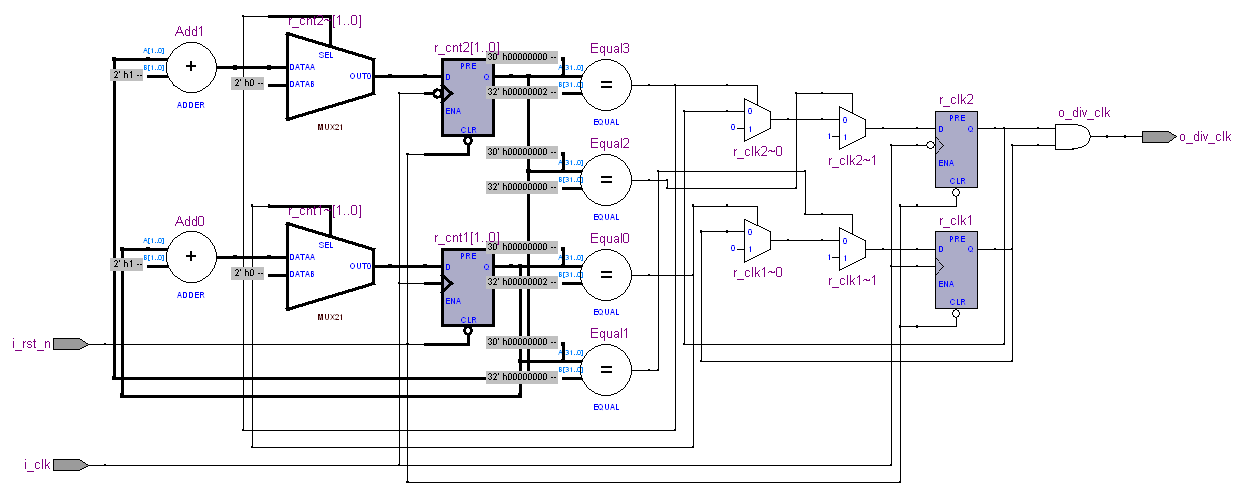 r_cnt2~[1..0]
Add1
A[1..0]
B[1..0]
2' h1 --
+
ADDER
SEL
DATAA
DATAB
OUT0
2' h0 --
MUX21
r_cnt2[1..0]
PRE
D
Q
ENA
CLR
30' h00000000 --
32' h00000002 --
A[31..0]
B[31..0]
Equal3
=
EQUAL
30' h00000000 --
32' h00000000 --
A[31..0]
B[31..0]
Equal2
=
EQUAL
0
0
1
r_clk2~0
0
1
1
r_clk2~1
r_clk2
PRE
D
Q
ENA
CLR
o_div_clk
o_div_clk
r_cnt1~[1..0]
Add0
A[1..0]
B[1..0]
2' h1 --
+
ADDER
SEL
DATAA
DATAB
OUT0
2' h0 --
MUX21
r_cnt1[1..0]
PRE
D
Q
ENA
CLR
30' h00000000 --
32' h00000002 --
A[31..0]
B[31..0]
Equal0
=
EQUAL
0
0
1
r_clk1~0
0
1
1
r_clk1~1
r_clk1
PRE
D
Q
ENA
CLR
30' h00000000 --
32' h00000000 --
A[31..0]
B[31..0]
Equal1
=
EQUAL
i_rst_n
i_clk